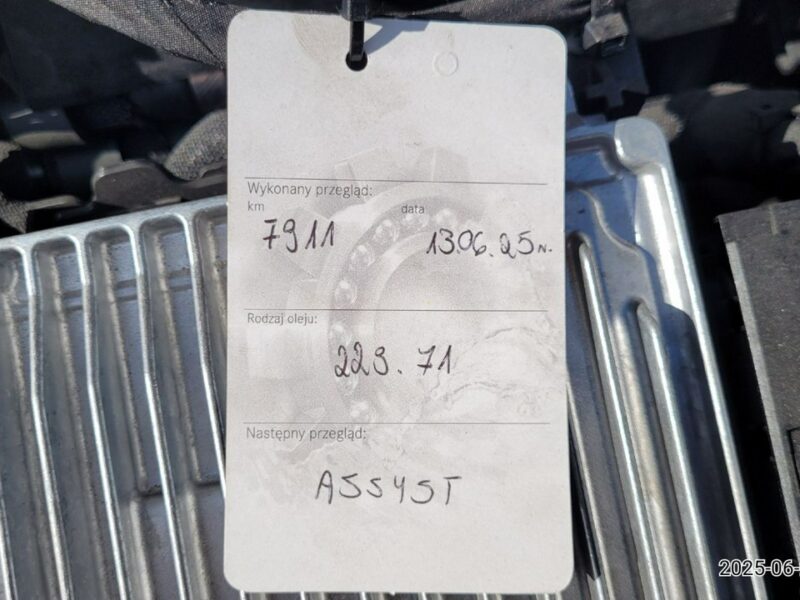 Wykonany przegląd:
km data
7911 13.06.25r.
Rodzaj oleju:
229.71
Następny przegląd:
ASSYST
2025-06-